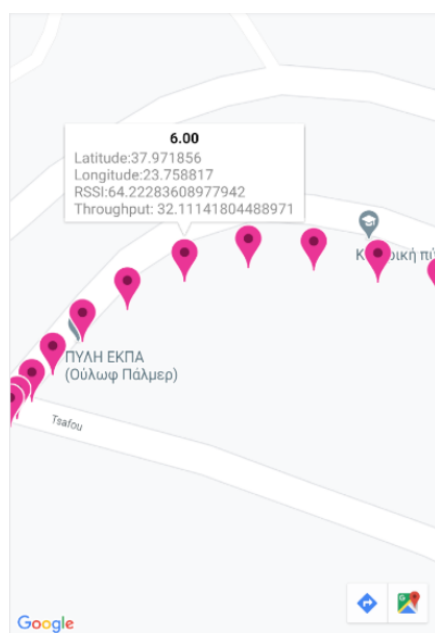 6.00
Latitude:37.971856
Longitude:23.758817
RSSI:64.22283608977942
Throughput: 32.11141804488971
ΠΥΛΗ ΕΚΠΑ
(Ούλωφ Πάλμερ)
Tsafou
Google